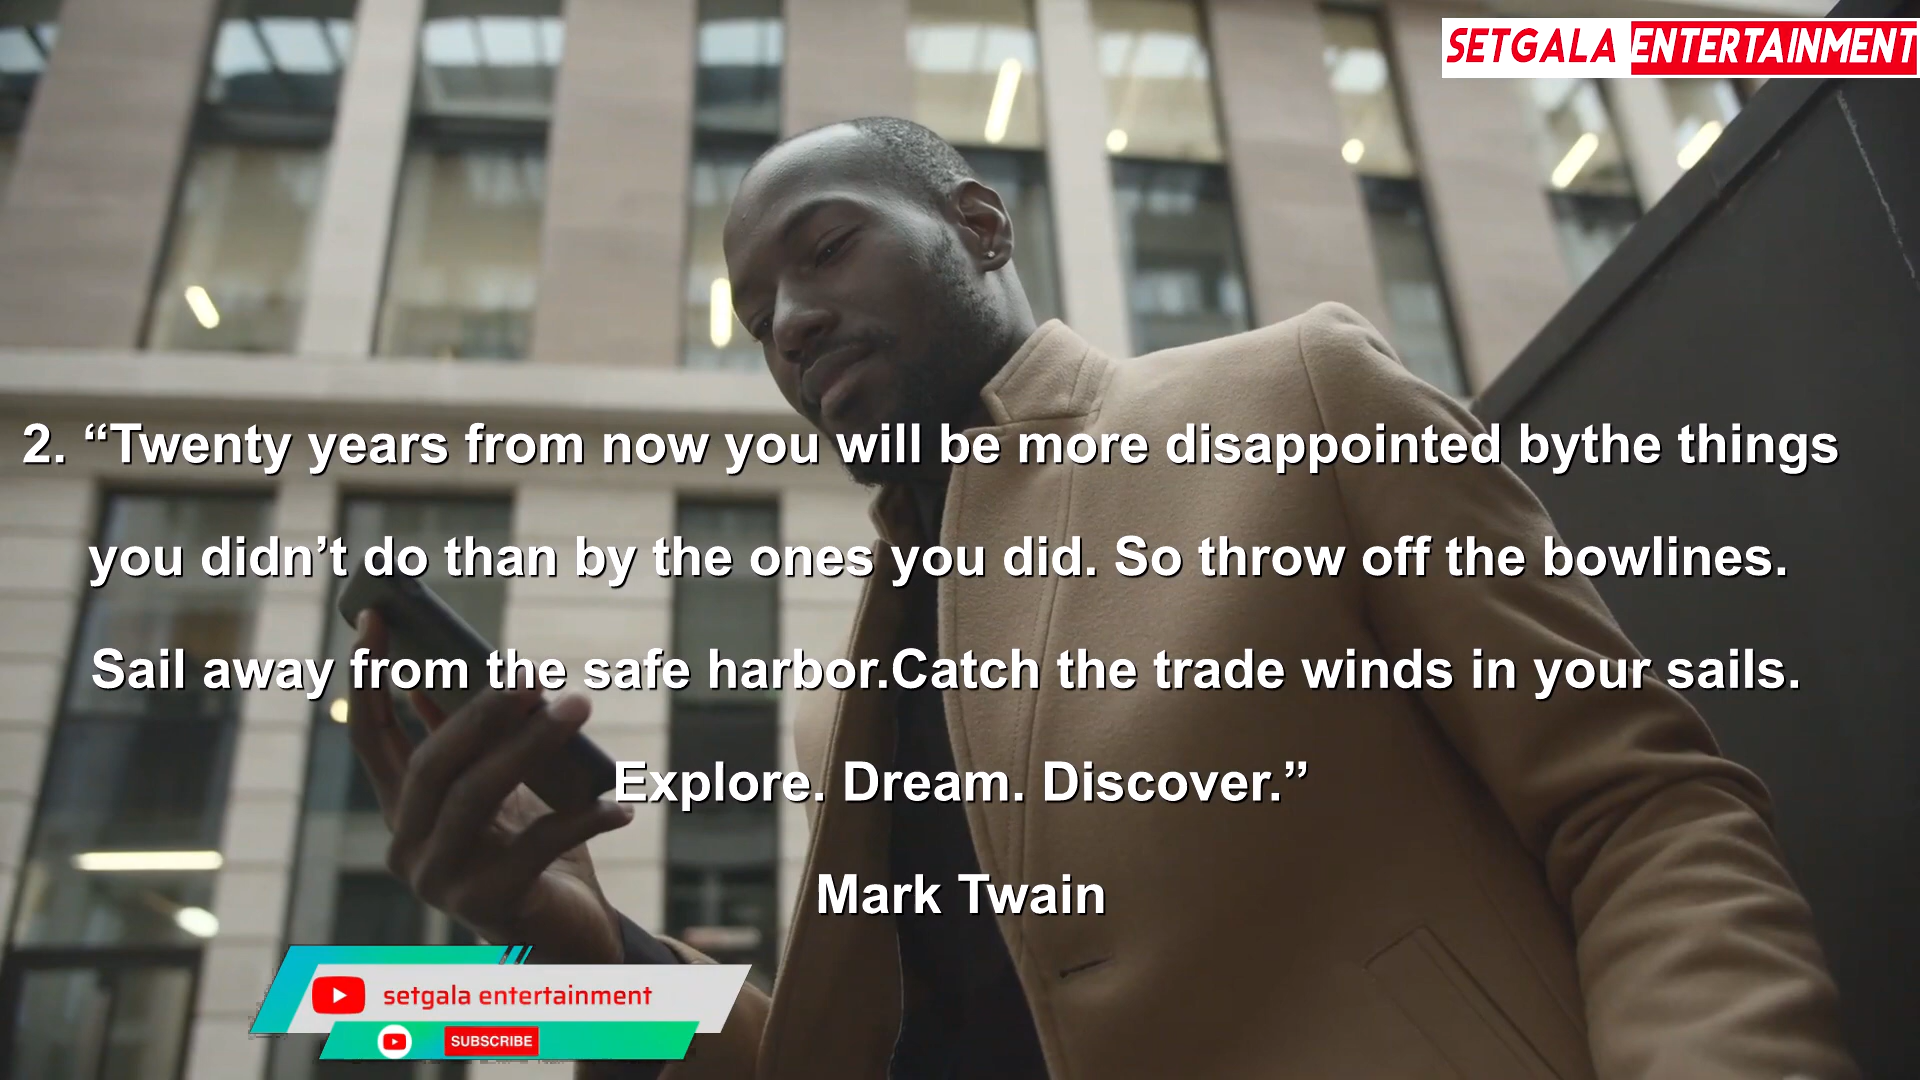 SETGALA ENTERTAINMENT
2. “Twenty years from now you will be more disappointed bythe things
you didn’t do than by the ones you did. So throw off the bowlines.
Sail away from the safe harbor.Catch the trade winds in your sails.
Explore. Dream. Discover.”
Mark Twain
setgala entertainment
SUBSCRIBE